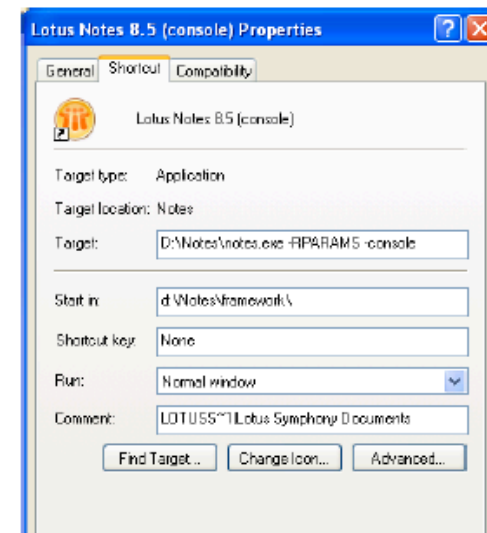 Lotus Notes 8.5 (console) Properties
General Shortcut Compatibility
Lotus Notes 8.5 (console)
Target type: Application
Target location: Notes
Target: D:\Notes\notes.exe -RPARAMS -console
Start in: d:\Notes\framework\
Shortcut key: None
Run: Normal window
Comment: LOTUSS~1|Lotus Symphony Documents
Find Target... Change Icon... Advanced...